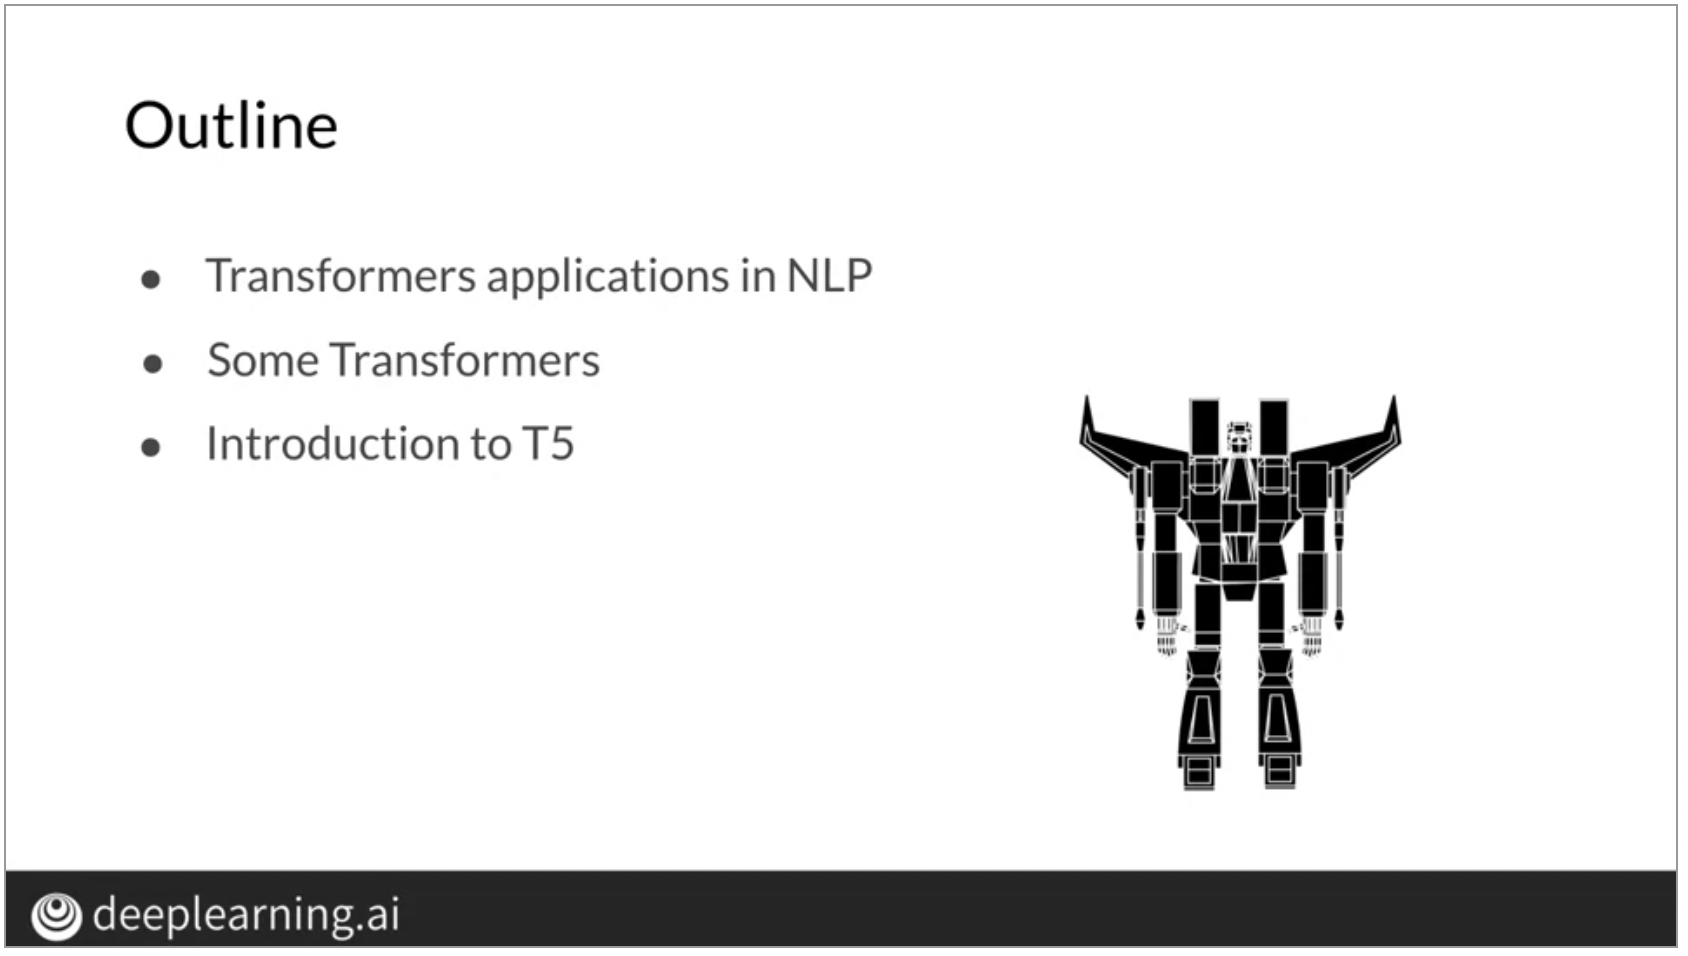 Outline
● Transformers applications in NLP
● Some Transformers
● Introduction to T5
deeplearning.ai